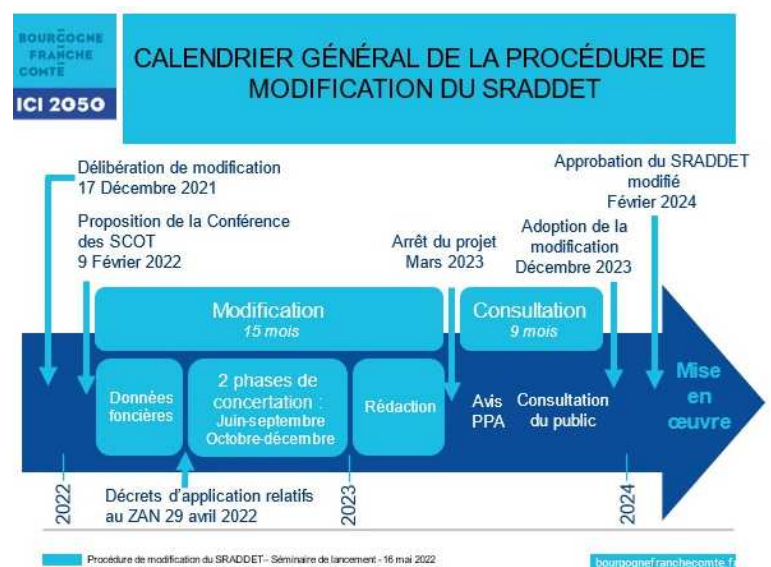 BOURGOGNE
FRANCHE
COMTÉ
ICI 2050
CALENDRIER GÉNÉRAL DE LA PROCÉDURE DE
MODIFICATION DU SRADDET
Délibération de modification
17 Décembre 2021
Proposition de la Conférence
des SCOT
9 Février 2022
Arrêt du projet
Mars 2023
Approbation du SRADDET
modifié
Février 2024
Adoption de la
modification
Décembre 2023
Modification
15 mois
Consultation
9 mois
Données
foncières
2 phases de
concertation :
Juin-septembre
Octobre-décembre
Rédaction
Avis
PPA
Consultation
du public
Mise
en
œuvre
2022
Décrets d'application relatifs
au ZAN 29 avril 2022
2023
2024
Procédure de modification du SRADDET– Séminaire de lancement - 16 mai 2022
bourgognefranchecomte.fr